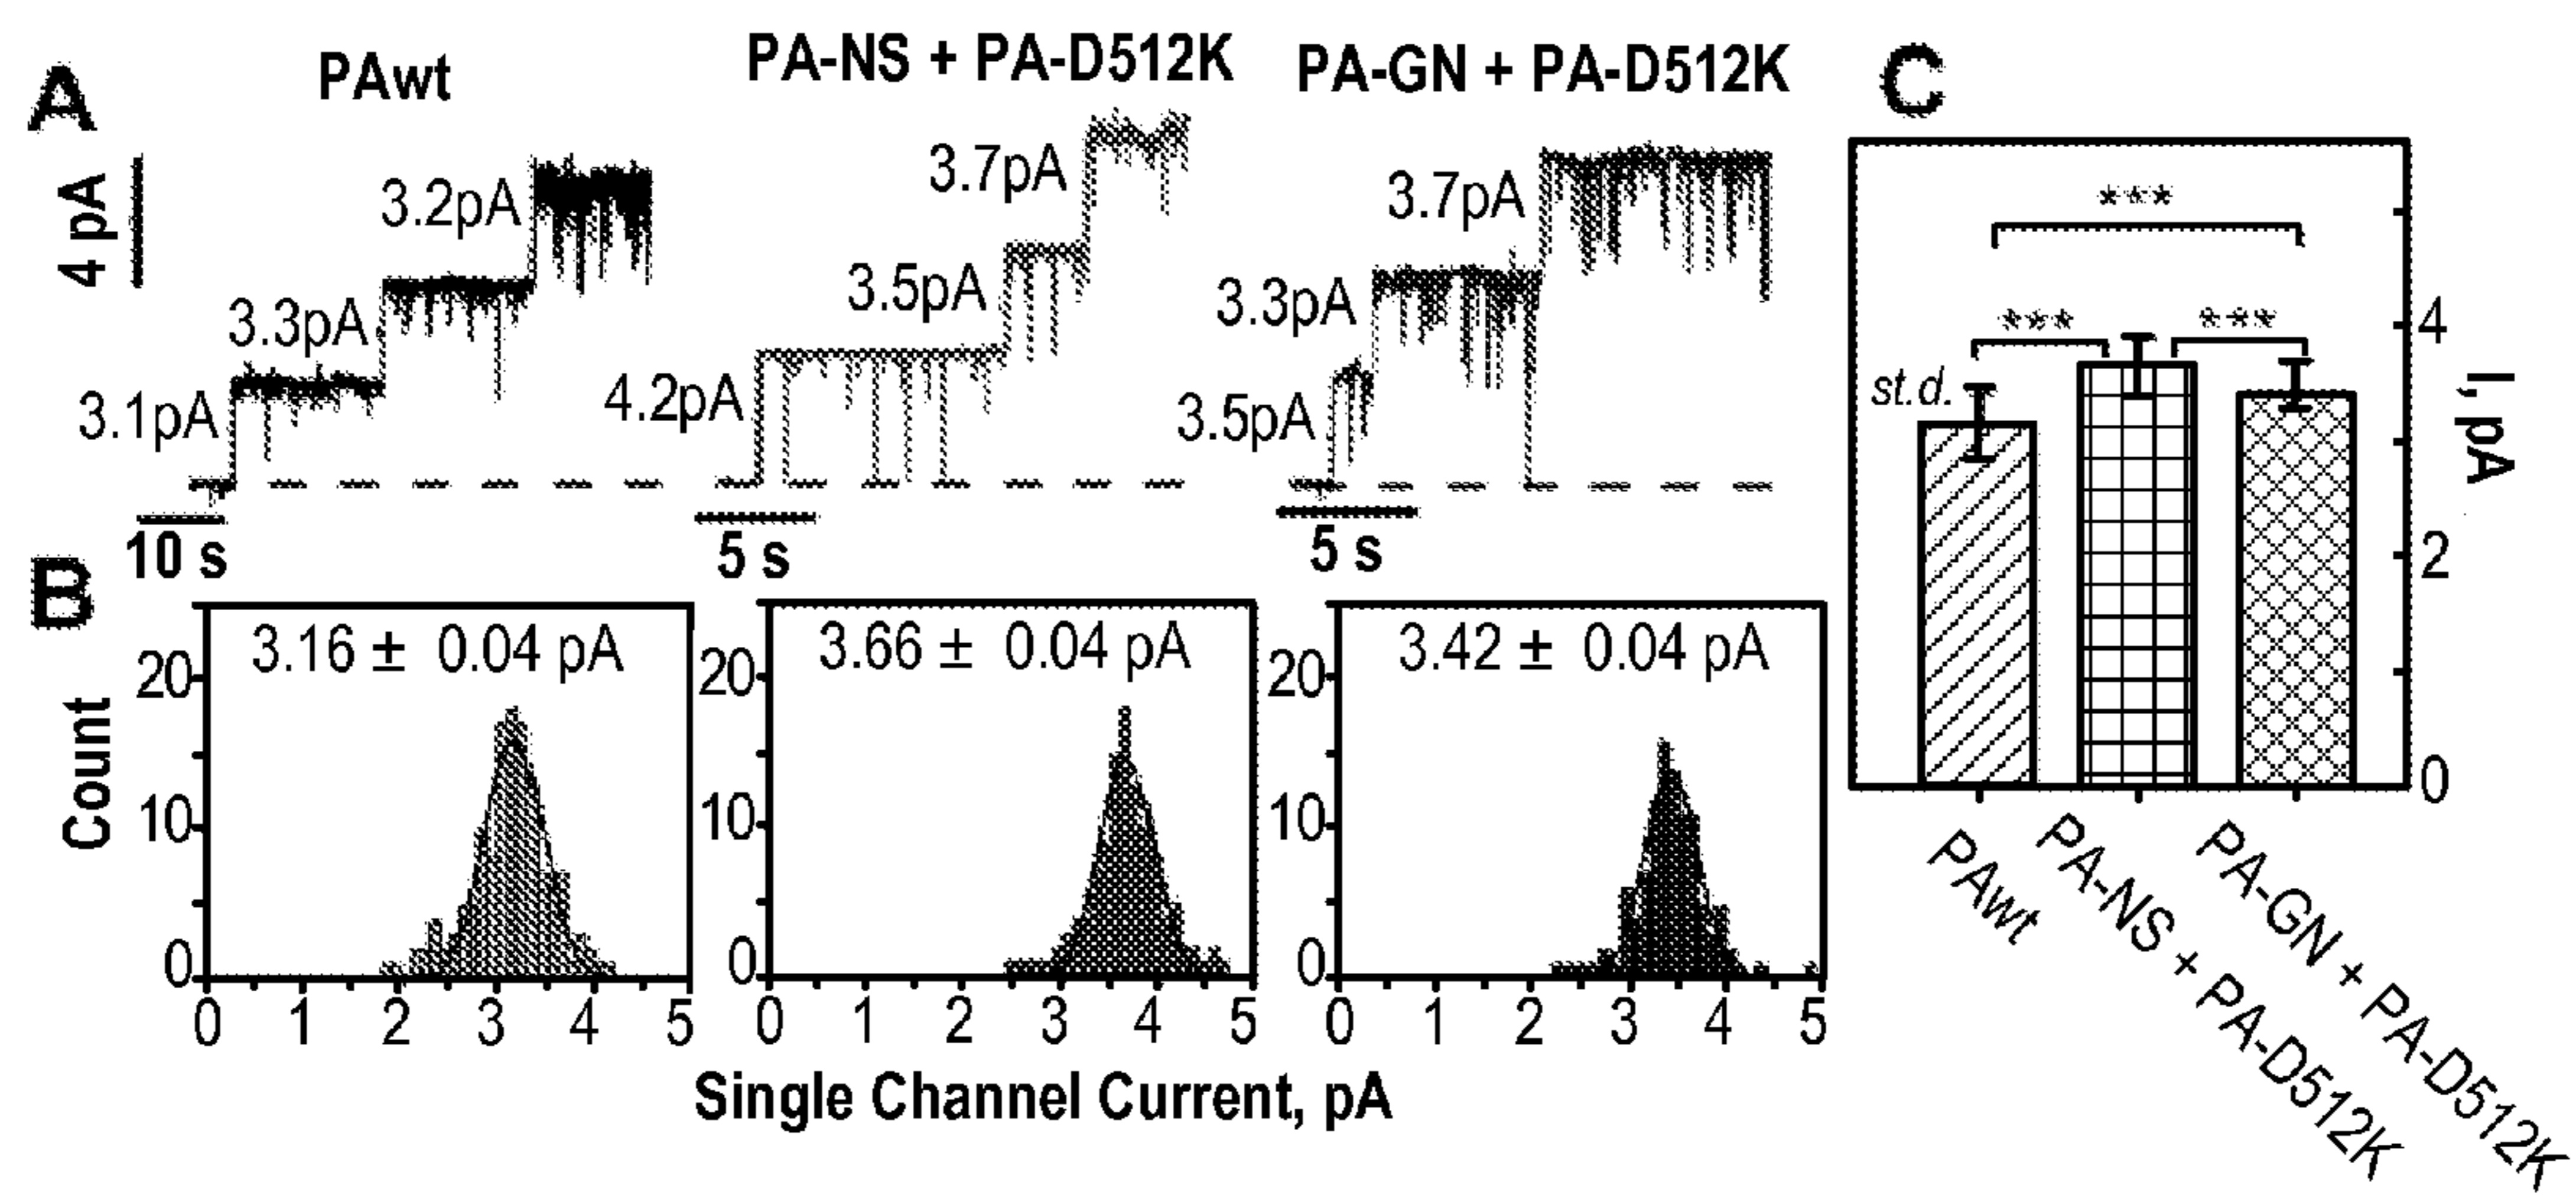 A
PAwt
PA-NS + PA-D512K
PA-GN + PA-D512K
C
4 pA
3.1pA
3.3pA
3.2pA
10 s
4.2pA
3.5pA
3.7pA
5 s
3.5pA
3.3pA
3.7pA
5 s
***
***
***
st.d.
4
2
0
I, pA
PAwt
PA-NS + PA-D512K
PA-GN + PA-D512K
B
Count
3.16 ± 0.04 pA
20
10
0
0 1 2 3 4 5
3.66 ± 0.04 pA
20
10
0
0 1 2 3 4 5
3.42 ± 0.04 pA
20
10
0
0 1 2 3 4 5
Single Channel Current, pA